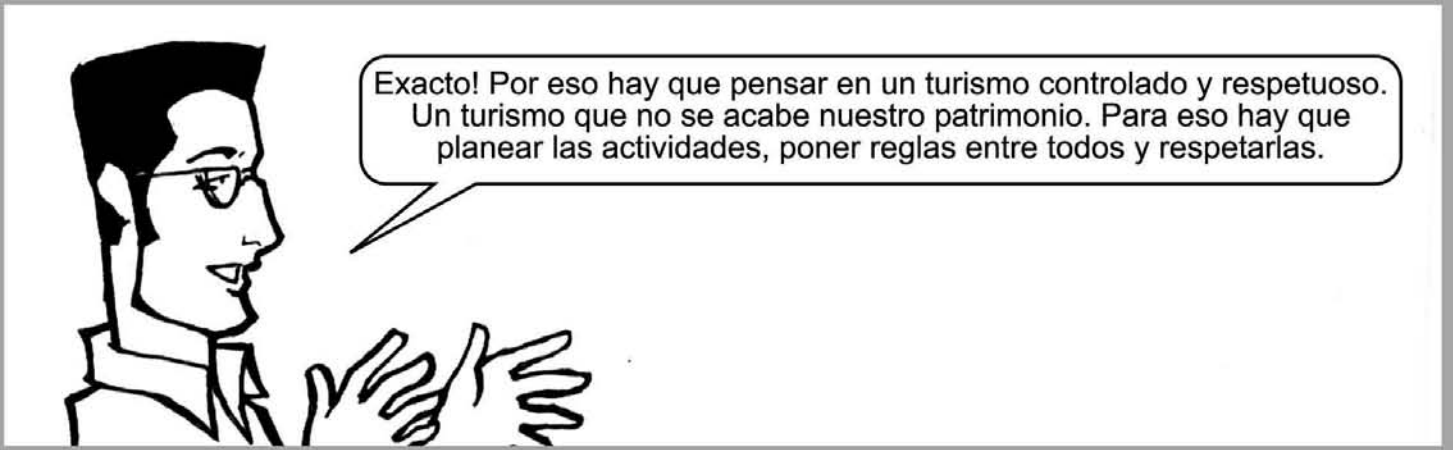 Exacto! Por eso hay que pensar en un turismo controlado y respetuoso.
Un turismo que no se acabe nuestro patrimonio. Para eso hay que
planear las actividades, poner reglas entre todos y respetarlas.